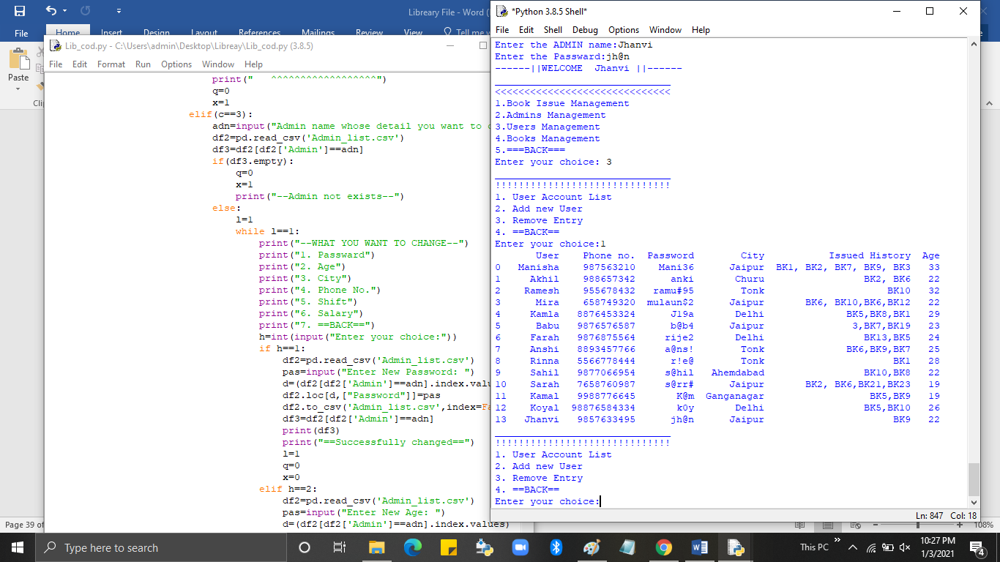 Libreary File - Word (
File
Home
Insert
Design
Layout
References
Mailings
Review
View
Tell me
Paste
Lib_cod.py - C:\Users\admin\Desktop\Libreay\Lib_cod.py (3.8.5)
File Edit Format Run Options Window Help
print("   ^^^^^^^^^^^^^^^^^^")
q=0
x=1
elif(c==3):
adn=input("Admin name whose detail you want to
df2=pd.read_csv('Admin_list.csv')
df3=df2[df2['Admin']==adn]
if(df3.empty):
q=0
x=1
print("--Admin not exists--")
else:
l=1
while l==1:
print("--WHAT YOU WANT TO CHANGE--")
print("1. Passward")
print("2. Age")
print("3. City")
print("4. Phone No.")
print("5. Shift")
print("6. Salary")
print("7. ==BACK==")
h=int(input("Enter your choice:"))
if h==1:
df2=pd.read_csv('Admin_list.csv')
pas=input("Enter New Password: ")
d=(df2[df2['Admin']==adn].index.valu
df2.loc[d,["Password"]]=pas
df2.to_csv('Admin_list.csv',index=Fa
df3=df2[df2['Admin']==adn]
print(df3)
print("==Successfully changed==")
l=1
q=0
x=0
elif h==2:
df2=pd.read_csv('Admin_list.csv')
pas=input("Enter New Age: ")
d=(df2[df2['Admin']==adn].index.values)
*Python 3.8.5 Shell*
File Edit Shell Debug Options Window Help
Enter the ADMIN name:Jhanvi
Enter the Passward:jh@n
------||WELCOME  Jhanvi ||------
______________________________
<<<<<<<<<<<<<<<<<<<<<<<<<<<<<<
1.Book Issue Management
2.Admins Management
3.Users Management
4.Books Management
5.===BACK===
Enter your choice: 3
______________________________
!!!!!!!!!!!!!!!!!!!!!!!!!!!!!!
1. User Account List
2. Add new User
3. Remove Entry
4. ==BACK==
Enter your choice:1
User Phone no. Password City Issued History Age
0 Manisha 987563210 Mani36 Jaipur BK1, BK2, BK7, BK9, BK3 33
1 Akhil 988657342 anki Churu BK2, BK6 22
2 Ramesh 955678432 ramu#95 Tonk BK10 32
3 Mira 658749320 mulaun$2 Jaipur BK6, BK10,BK6,BK12 22
4 Kamla 8876453324 J19a Delhi BK5,BK8,BK1 29
5 Babu 9876576587 b@b4 Jaipur 3,BK7,BK19 23
6 Farah 9876875564 rije2 Delhi BK13,BK5 24
7 Anshi 8893457766 a@ns! Tonk BK6,BK9,BK7 25
8 Rinna 5566778444 r!e@ Tonk BK1 28
9 Sahil 9877066954 s@hil Ahemdabad BK10,BK8 22
10 Sarah 7658760987 s@rr# Jaipur BK2, BK6,BK21,BK23 19
11 Kamal 9988776645 K@m Ganganagar BK5,BK9 19
12 Koyal 98876584334 k0y Delhi BK5,BK10 26
13 Jhanvi 9857633495 jh@n Jaipur BK9 22
______________________________
!!!!!!!!!!!!!!!!!!!!!!!!!!!!!!
1. User Account List
2. Add new User
3. Remove Entry
4. ==BACK==
Enter your choice:
Ln: 847 Col: 18
Page 39 of
108%
Type here to search
This PC
10:27 PM
1/3/2021
4